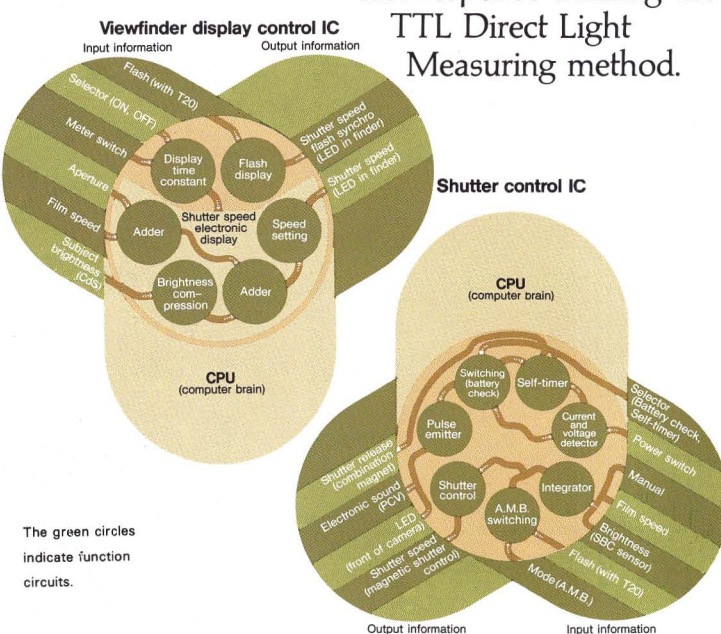 TTL Direct Light
Measuring method.
Viewfinder display control IC
Input information
Output information
Flash (with T20)
Selector (ON, OFF)
Meter switch
Aperture
Film speed
Subject
brightness
(CdS)
Shutter speed
flash synchro
(LED in finder)
Shutter speed
(LED in finder)
Display
time
constant
Flash
display
Shutter speed
electronic
display
Adder
Speed
setting
Brightness
com-
pression
Adder
CPU
(computer brain)
Shutter control IC
CPU
(computer brain)
Switching
(battery
check)
Self-timer
Pulse
emitter
Current
and
voltage
detector
Shutter
control
A.M.B.
switching
Integrator
Shutter release
(combination
magnet)
Electronic sound
(PCV)
LED
(front of camera)
Shutter speed
(magnetic shutter
control)
Selector
(Battery check,
Self-timer)
Power switch
Manual
Film speed
Brightness
(SBC sensor)
Flash (with T20)
Mode (A.M.B.)
Output information
Input information
The green circles
indicate function
circuits.